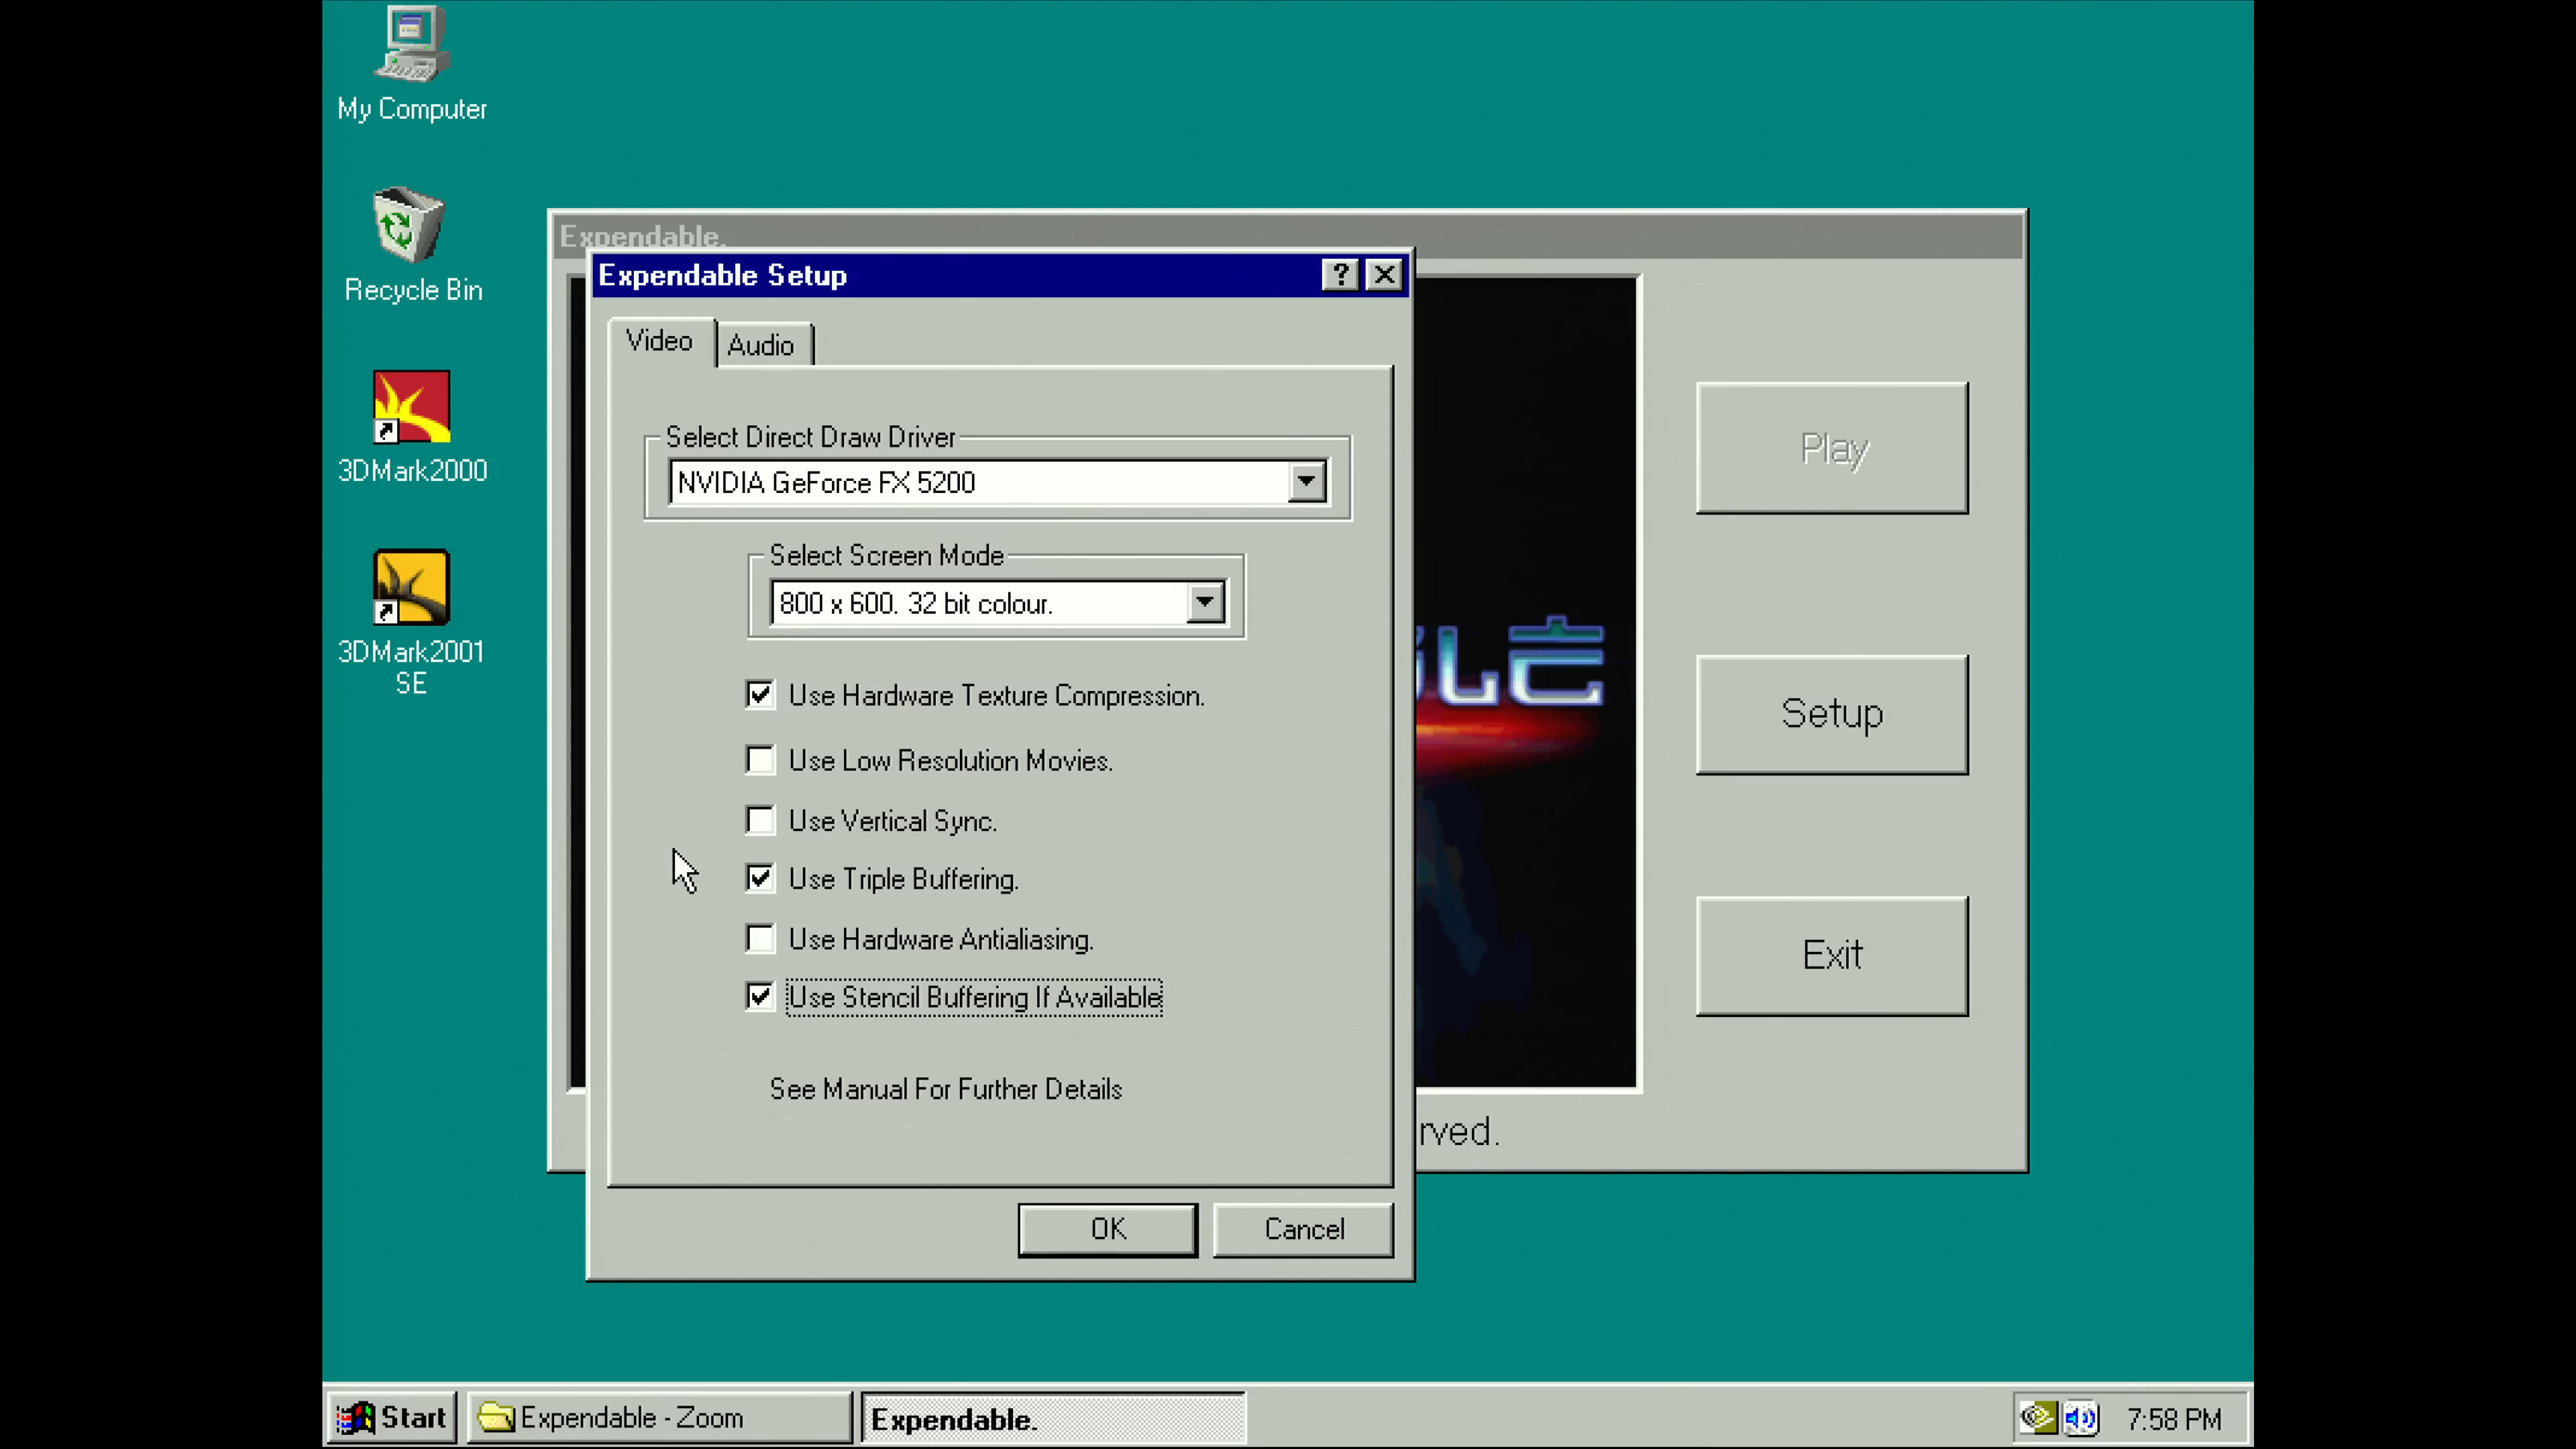 My Computer
Recycle Bin
3DMark2000
3DMark2001
SE
Expendable.
Expendable Setup
?
Video
Audio
Select Direct Draw Driver
NVIDIA GeForce FX 5200
Select Screen Mode
800 x 600. 32 bit colour.
Use Hardware Texture Compression.
Use Low Resolution Movies.
Use Vertical Sync.
Use Triple Buffering.
Use Hardware Antialiasing.
Use Stencil Buffering If Available
See Manual For Further Details
OK
Cancel
Play
Setup
Exit
rved.
Start
Expendable - Zoom
Expendable.
7:58 PM